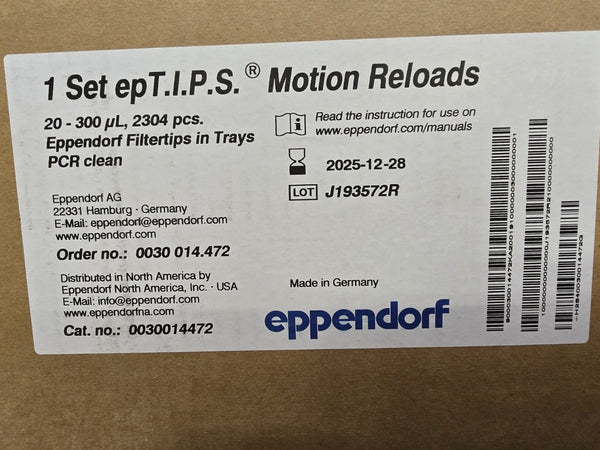 1 Set epT.I.P.S.® Motion Reloads
20 - 300 µL, 2304 pcs.
Eppendorf Filtertips in Trays
PCR clean
Read the instruction for use on
www.eppendorf.com/manuals
2025-12-28
LOT J193572R
Eppendorf AG
22331 Hamburg · Germany
E-Mail: eppendorf@eppendorf.com
www.eppendorf.com
Order no.: 0030 014.472
Distributed in North America by
Eppendorf North America, Inc. · USA
E-Mail: info@eppendorf.com
www.eppendorfna.com
Cat. no.: 0030014472
Made in Germany
eppendorf
+H2840030014472G